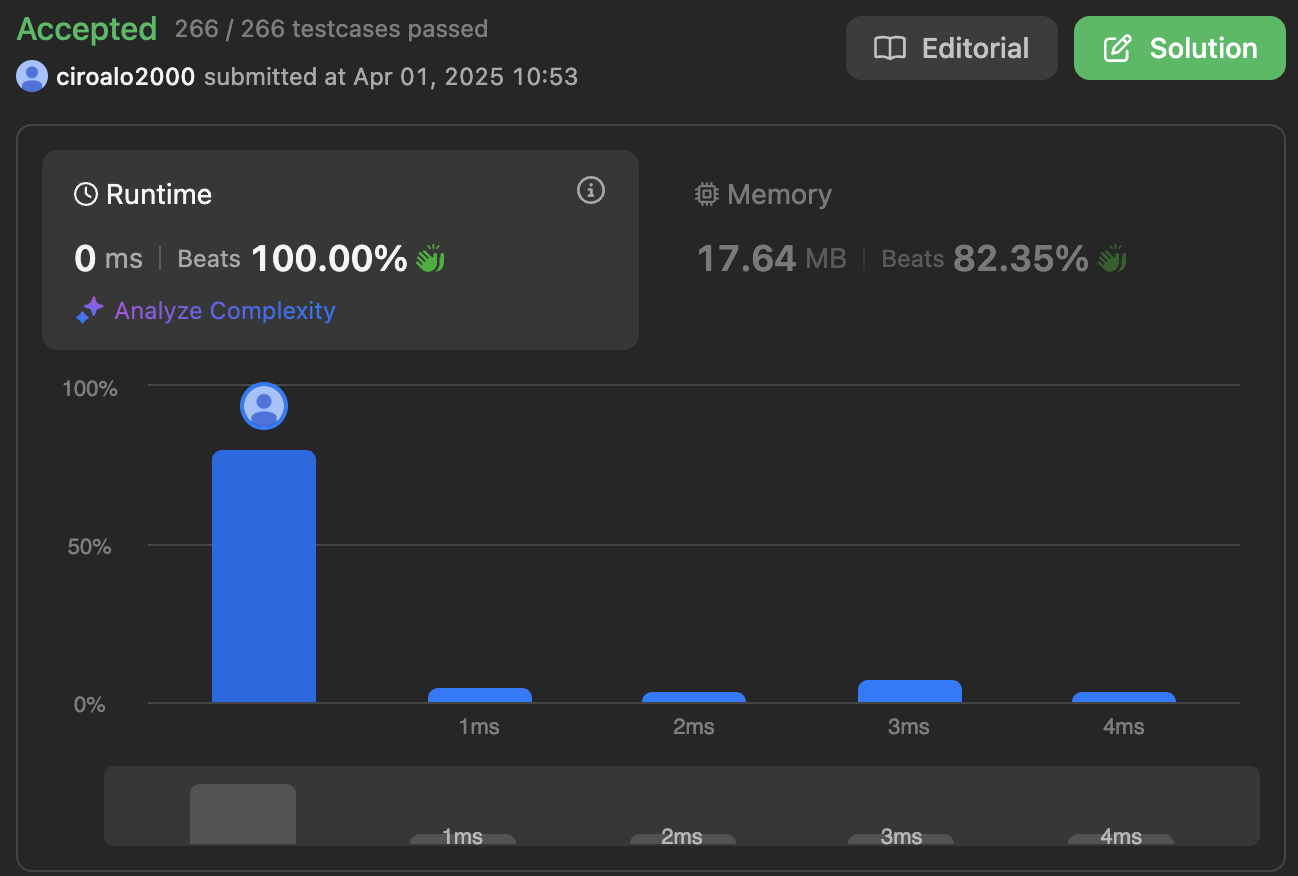 Accepted 266 / 266 testcases passed
ciroalo2000 submitted at Apr 01, 2025 10:53
Editorial
Solution
Runtime
0 ms | Beats 100.00%
Analyze Complexity
Memory
17.64 MB | Beats 82.35%
100%
50%
0%
1ms 2ms 3ms 4ms
1ms 2ms 3ms 4ms